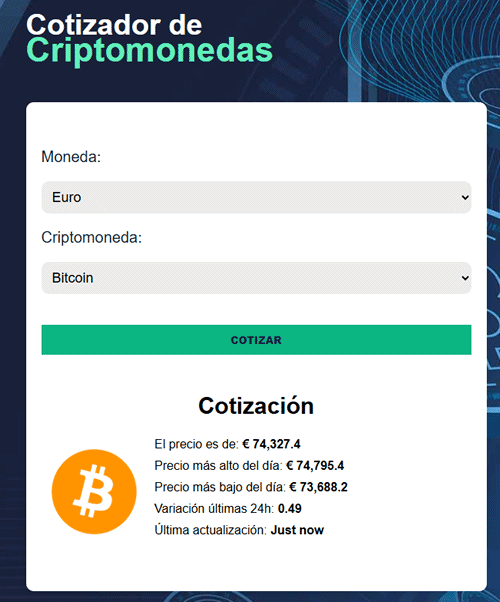 Cotizador de
Criptomonedas
Moneda:
Euro
Criptomoneda:
Bitcoin
COTIZAR
Cotización
El precio es de: € 74,327.4
Precio más alto del día: € 74,795.4
Precio más bajo del día: € 73,688.2
Variación últimas 24h: 0.49
Última actualización: Just now